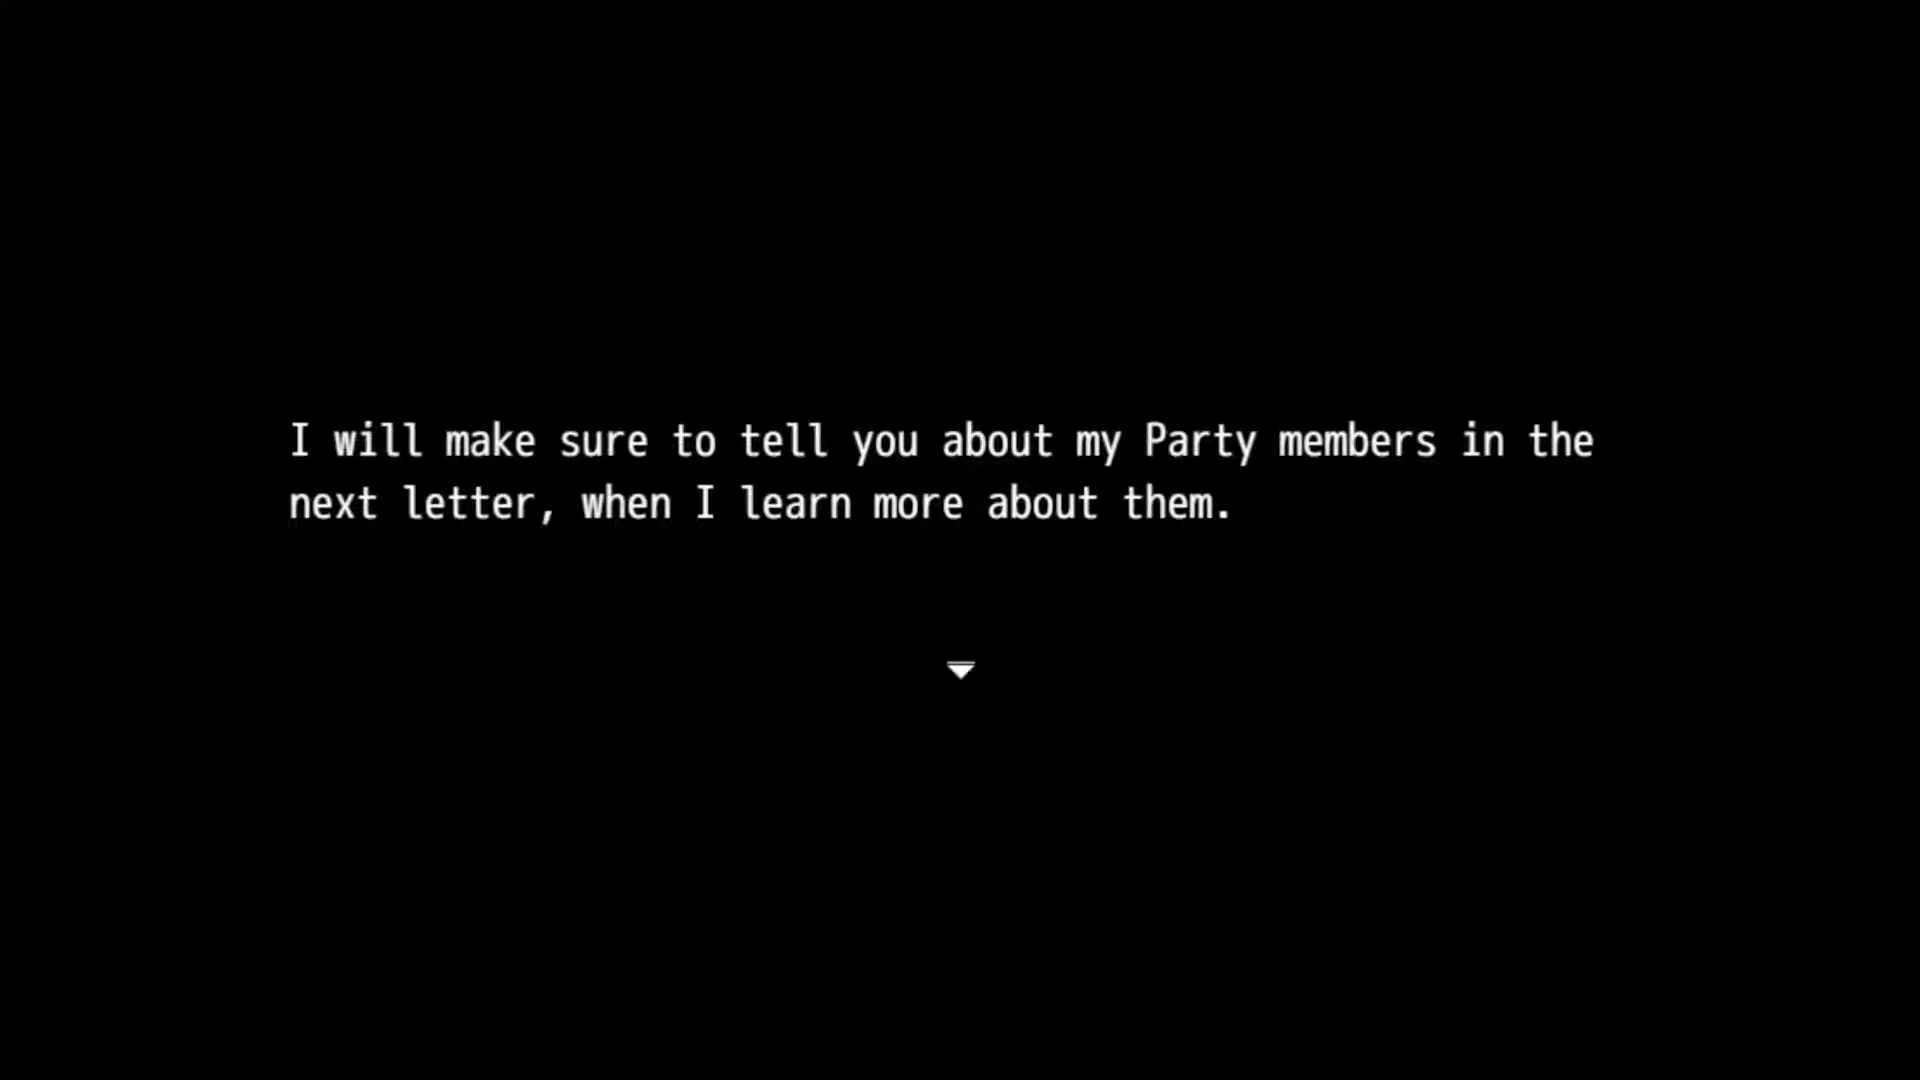 I will make sure to tell you about my Party members in the
next letter, when I learn more about them.